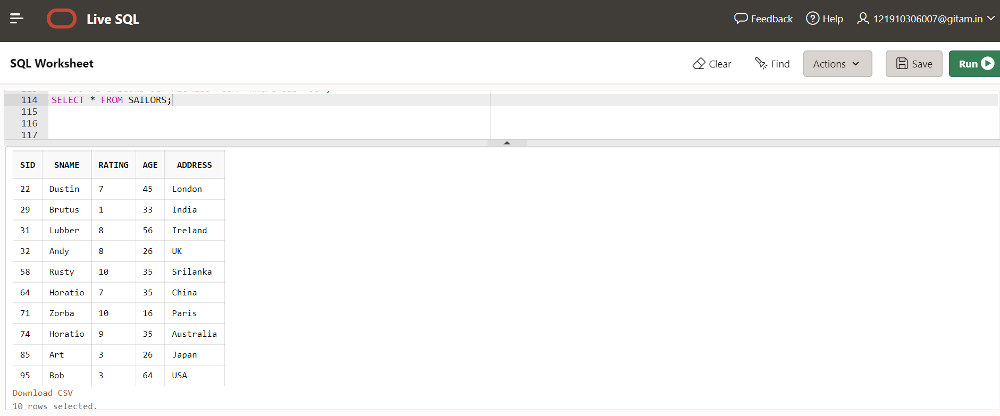 Live SQL
Feedback Help 121910306007@gitam.in
SQL Worksheet
Clear Find Actions Save Run
114 SELECT * FROM SAILORS;
115
116
117
SID SNAME RATING AGE ADDRESS
22 Dustin 7 45 London
29 Brutus 1 33 India
31 Lubber 8 56 Ireland
32 Andy 8 26 UK
58 Rusty 10 35 Srilanka
64 Horatio 7 35 China
71 Zorba 10 16 Paris
74 Horatio 9 35 Australia
85 Art 3 26 Japan
95 Bob 3 64 USA
Download CSV
10 rows selected.